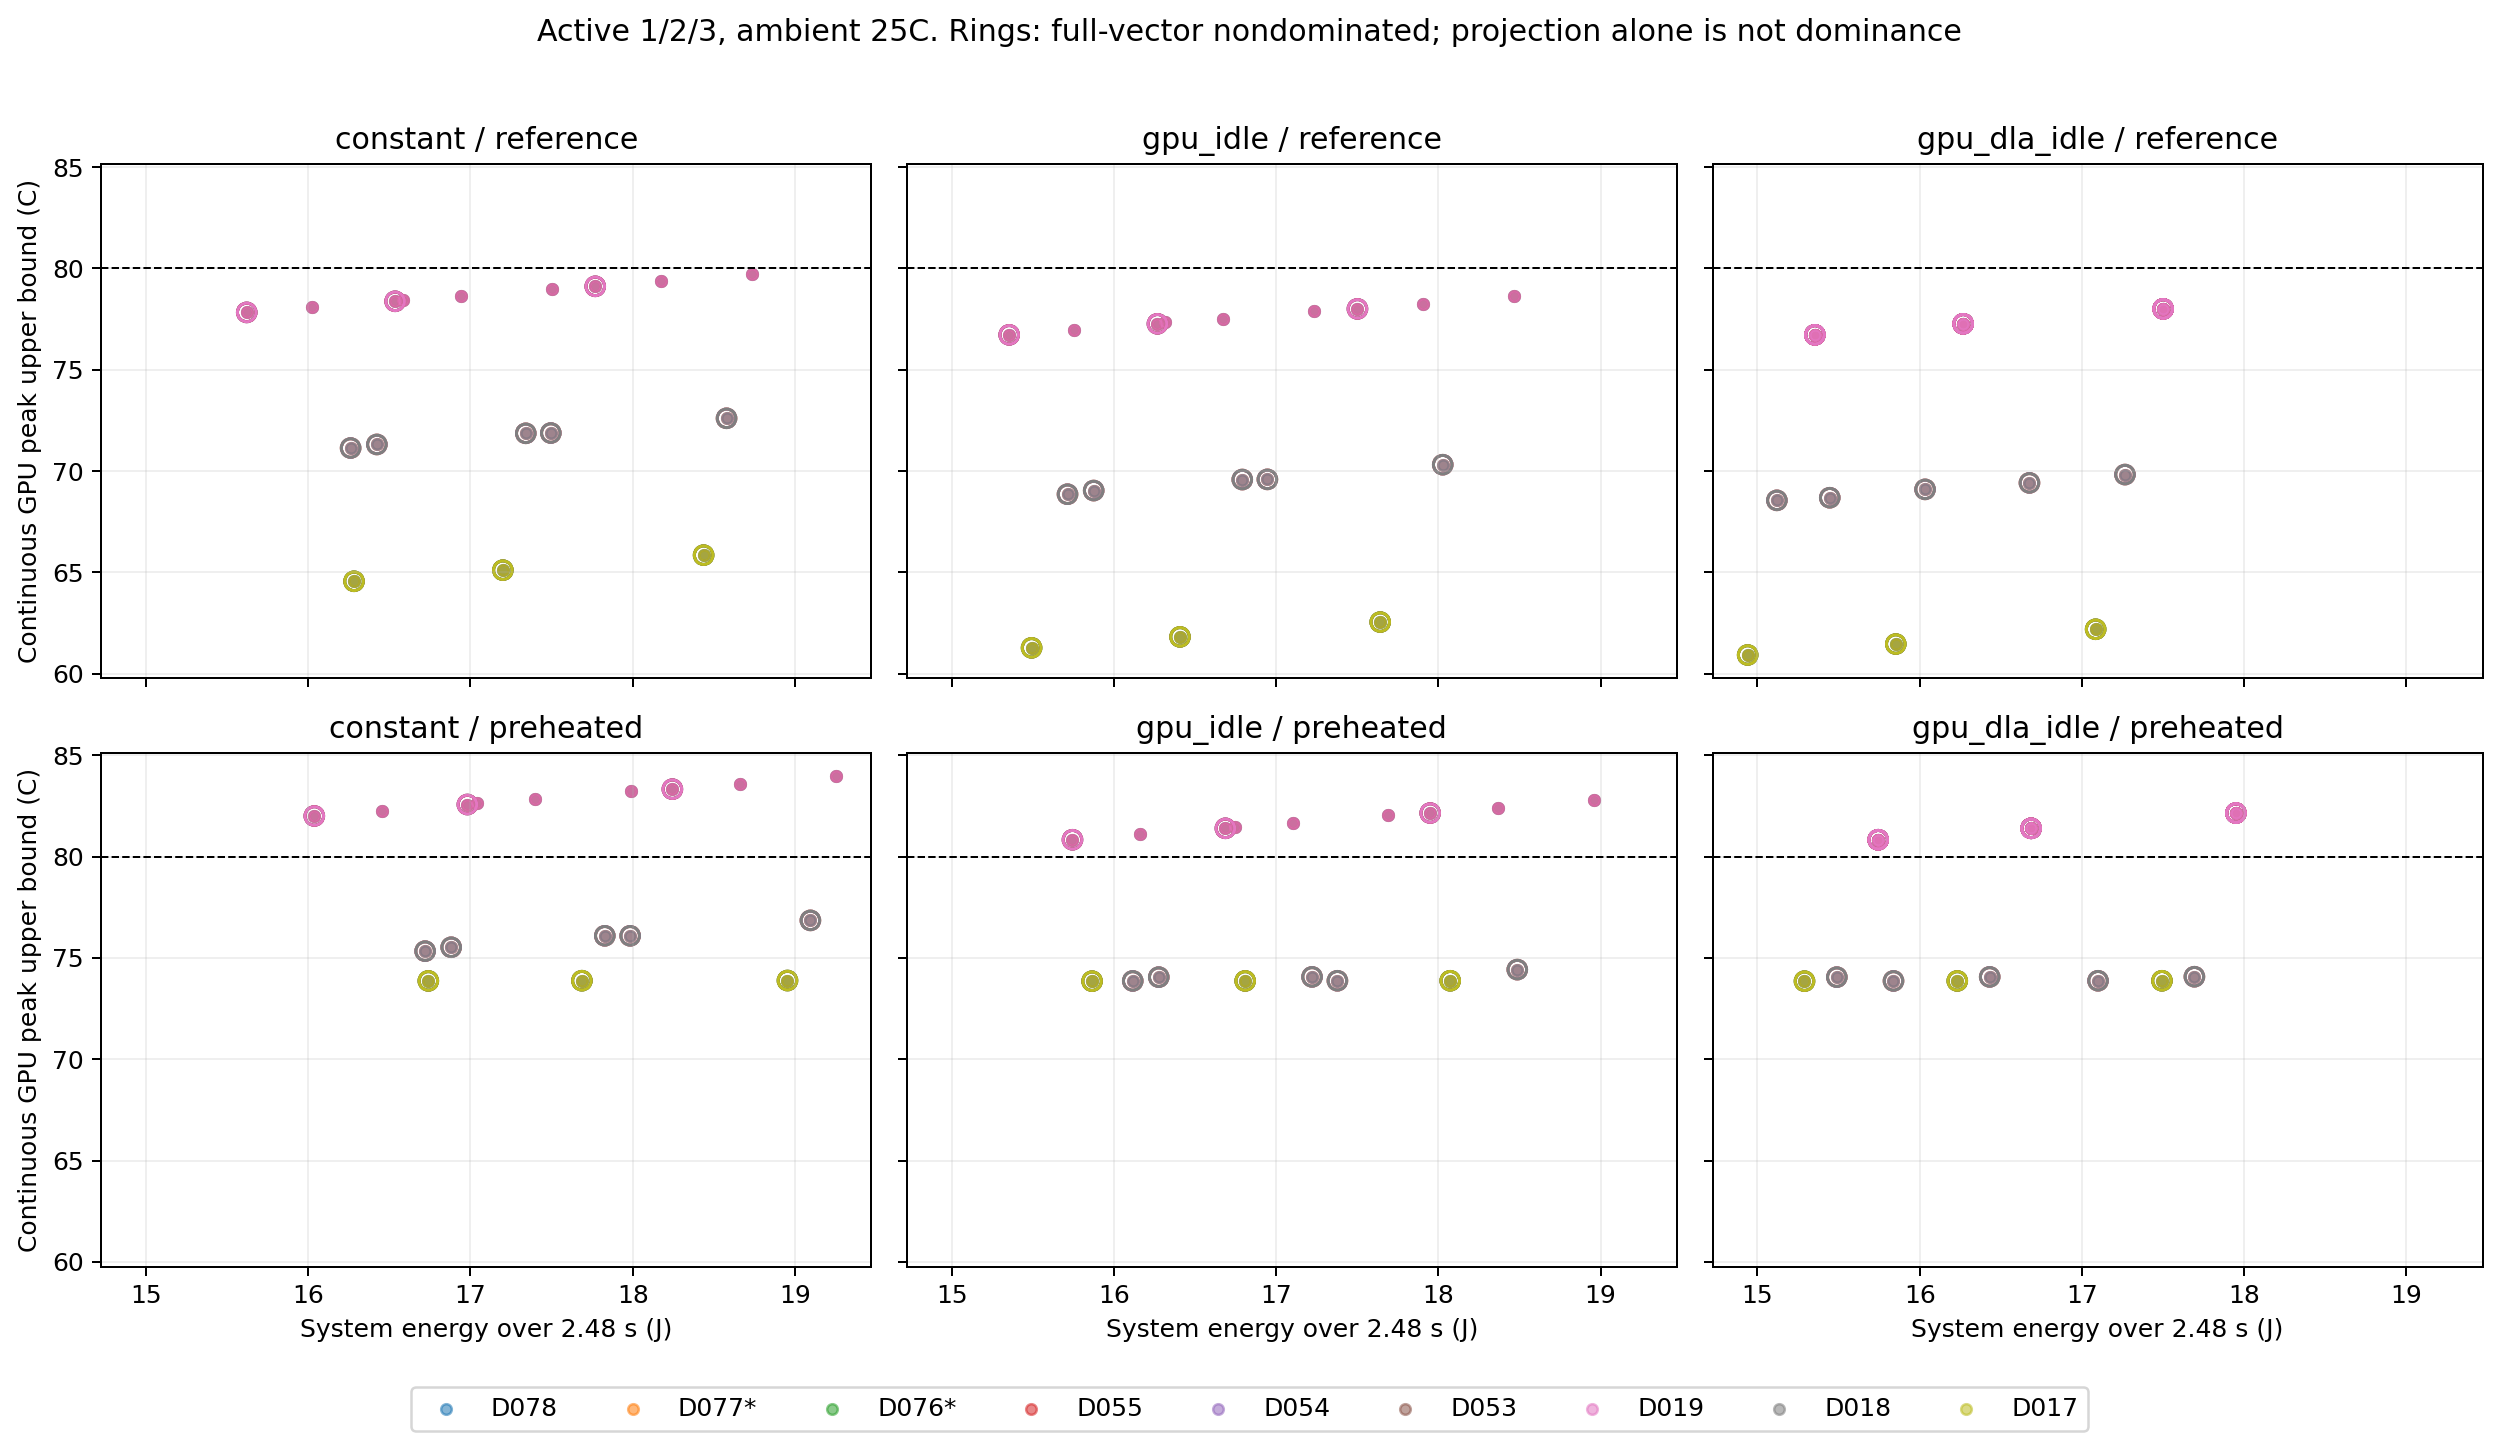 Active 1/2/3, ambient 25C. Rings: full-vector nondominated; projection alone is not dominance
constant / reference
gpu_idle / reference
gpu_dla_idle / reference
Continuous GPU peak upper bound (C)
85
80
75
70
65
60
constant / preheated
gpu_idle / preheated
gpu_dla_idle / preheated
Continuous GPU peak upper bound (C)
85
80
75
70
65
60
15 16 17 18 19
15 16 17 18 19
15 16 17 18 19
System energy over 2.48 s (J)
System energy over 2.48 s (J)
System energy over 2.48 s (J)
D078 D077* D076* D055 D054 D053 D019 D018 D017